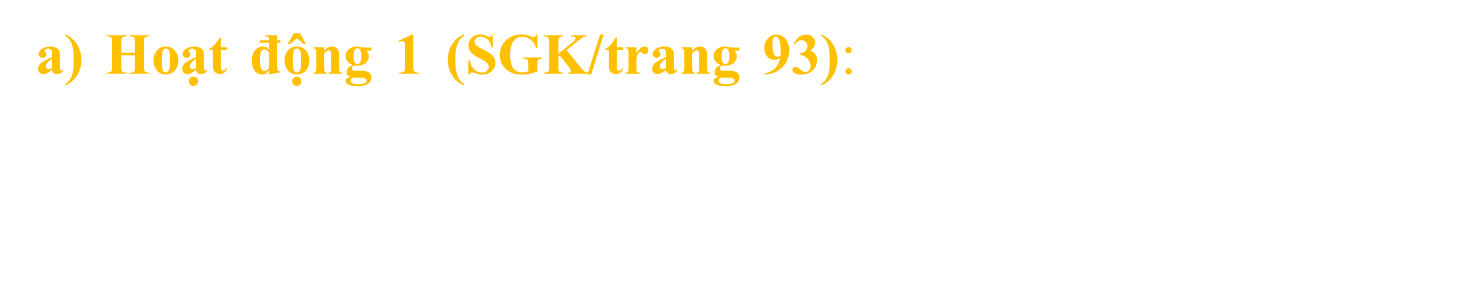 a) Hoạt động 1 (SGK/trang 93):